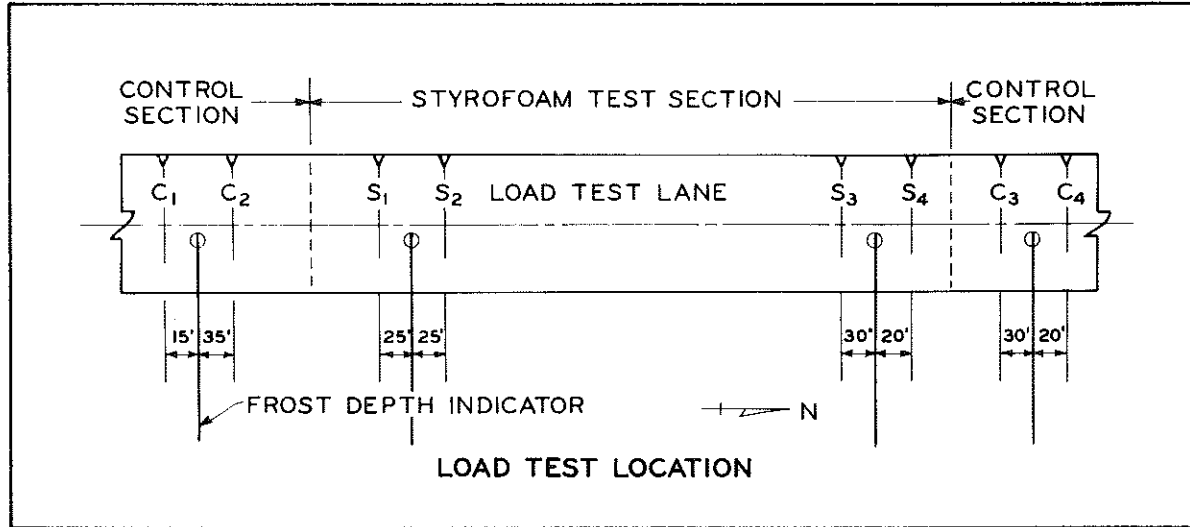 CONTROL SECTION
STYROFOAM TEST SECTION
CONTROL SECTION
C₁ C₂ S₁ S₂ LOAD TEST LANE S₃ S₄ C₃ C₄
15' 35' 25' 25' 30' 20' 30' 20'
FROST DEPTH INDICATOR
N
LOAD TEST LOCATION